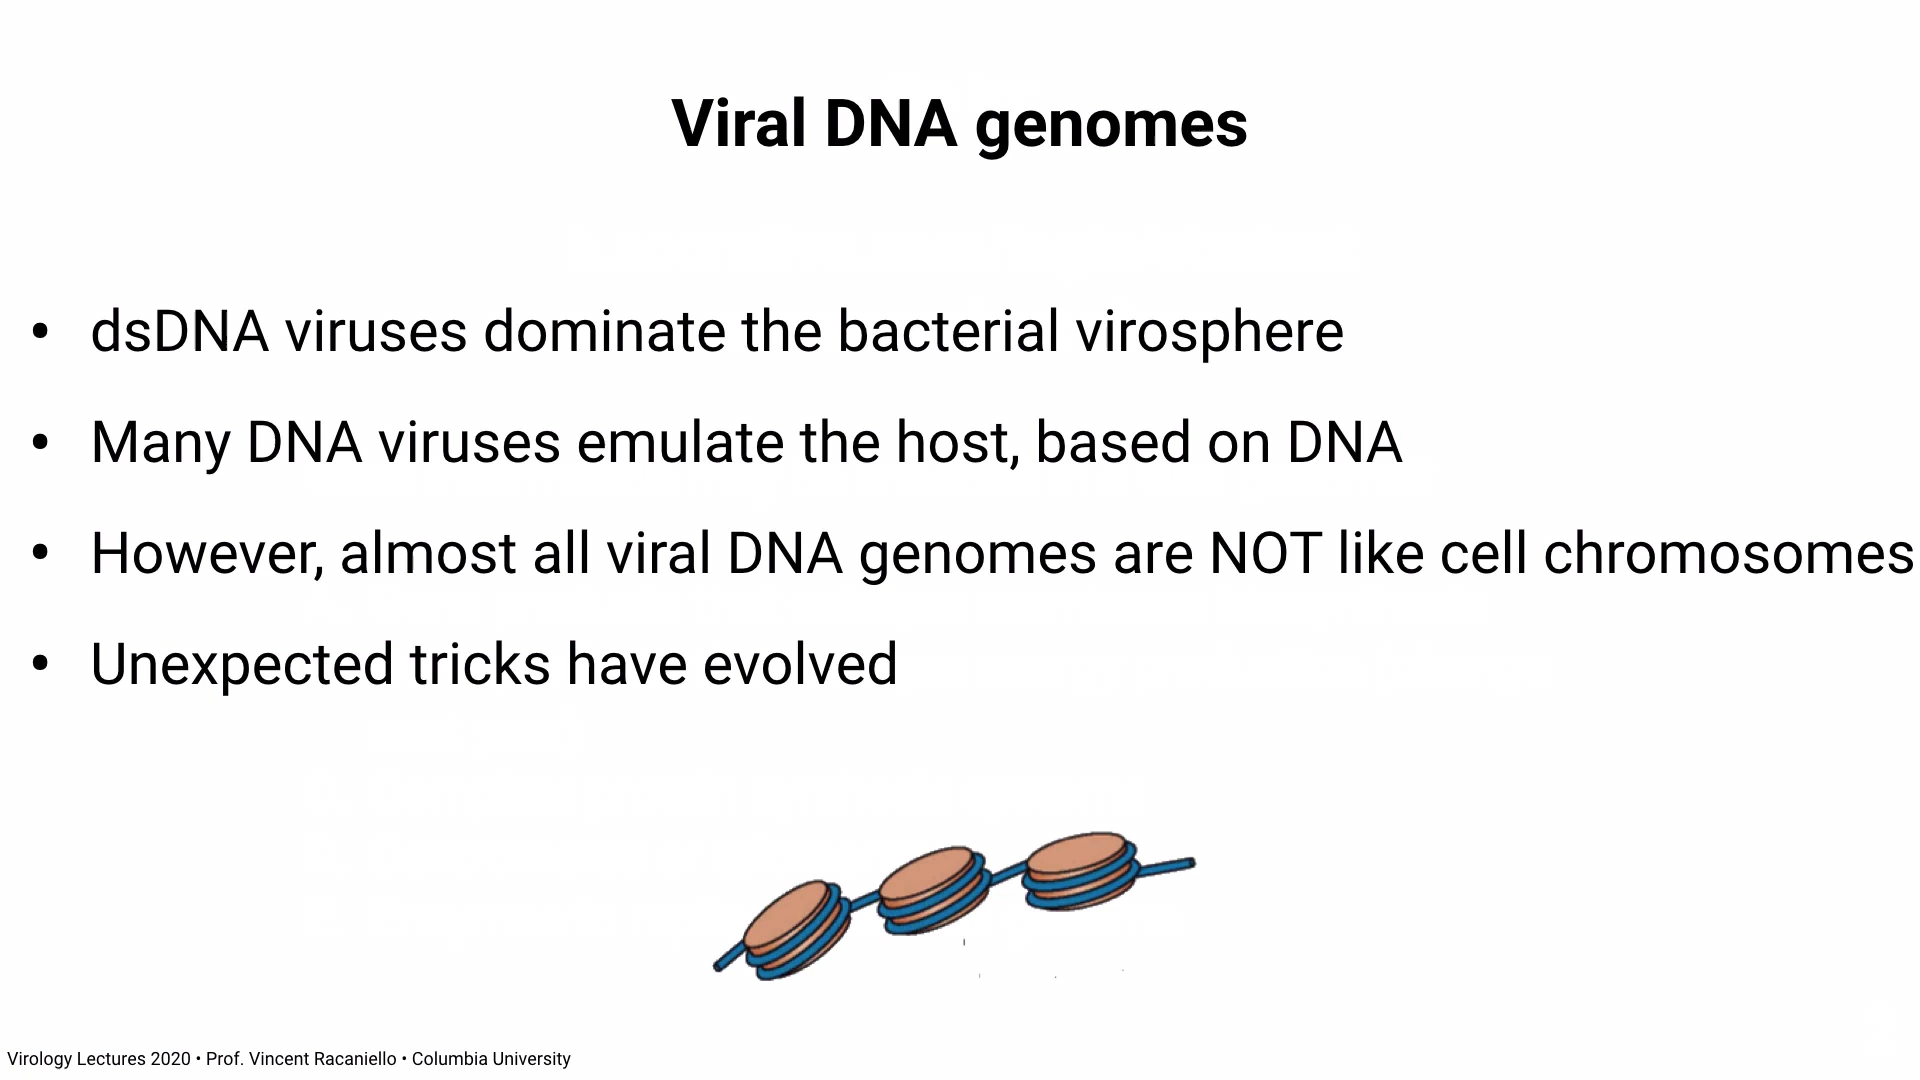 Viral DNA genomes
• dsDNA viruses dominate the bacterial virosphere
• Many DNA viruses emulate the host, based on DNA
• However, almost all viral DNA genomes are NOT like cell chromosomes
• Unexpected tricks have evolved
Virology Lectures 2020 • Prof. Vincent Racaniello • Columbia University